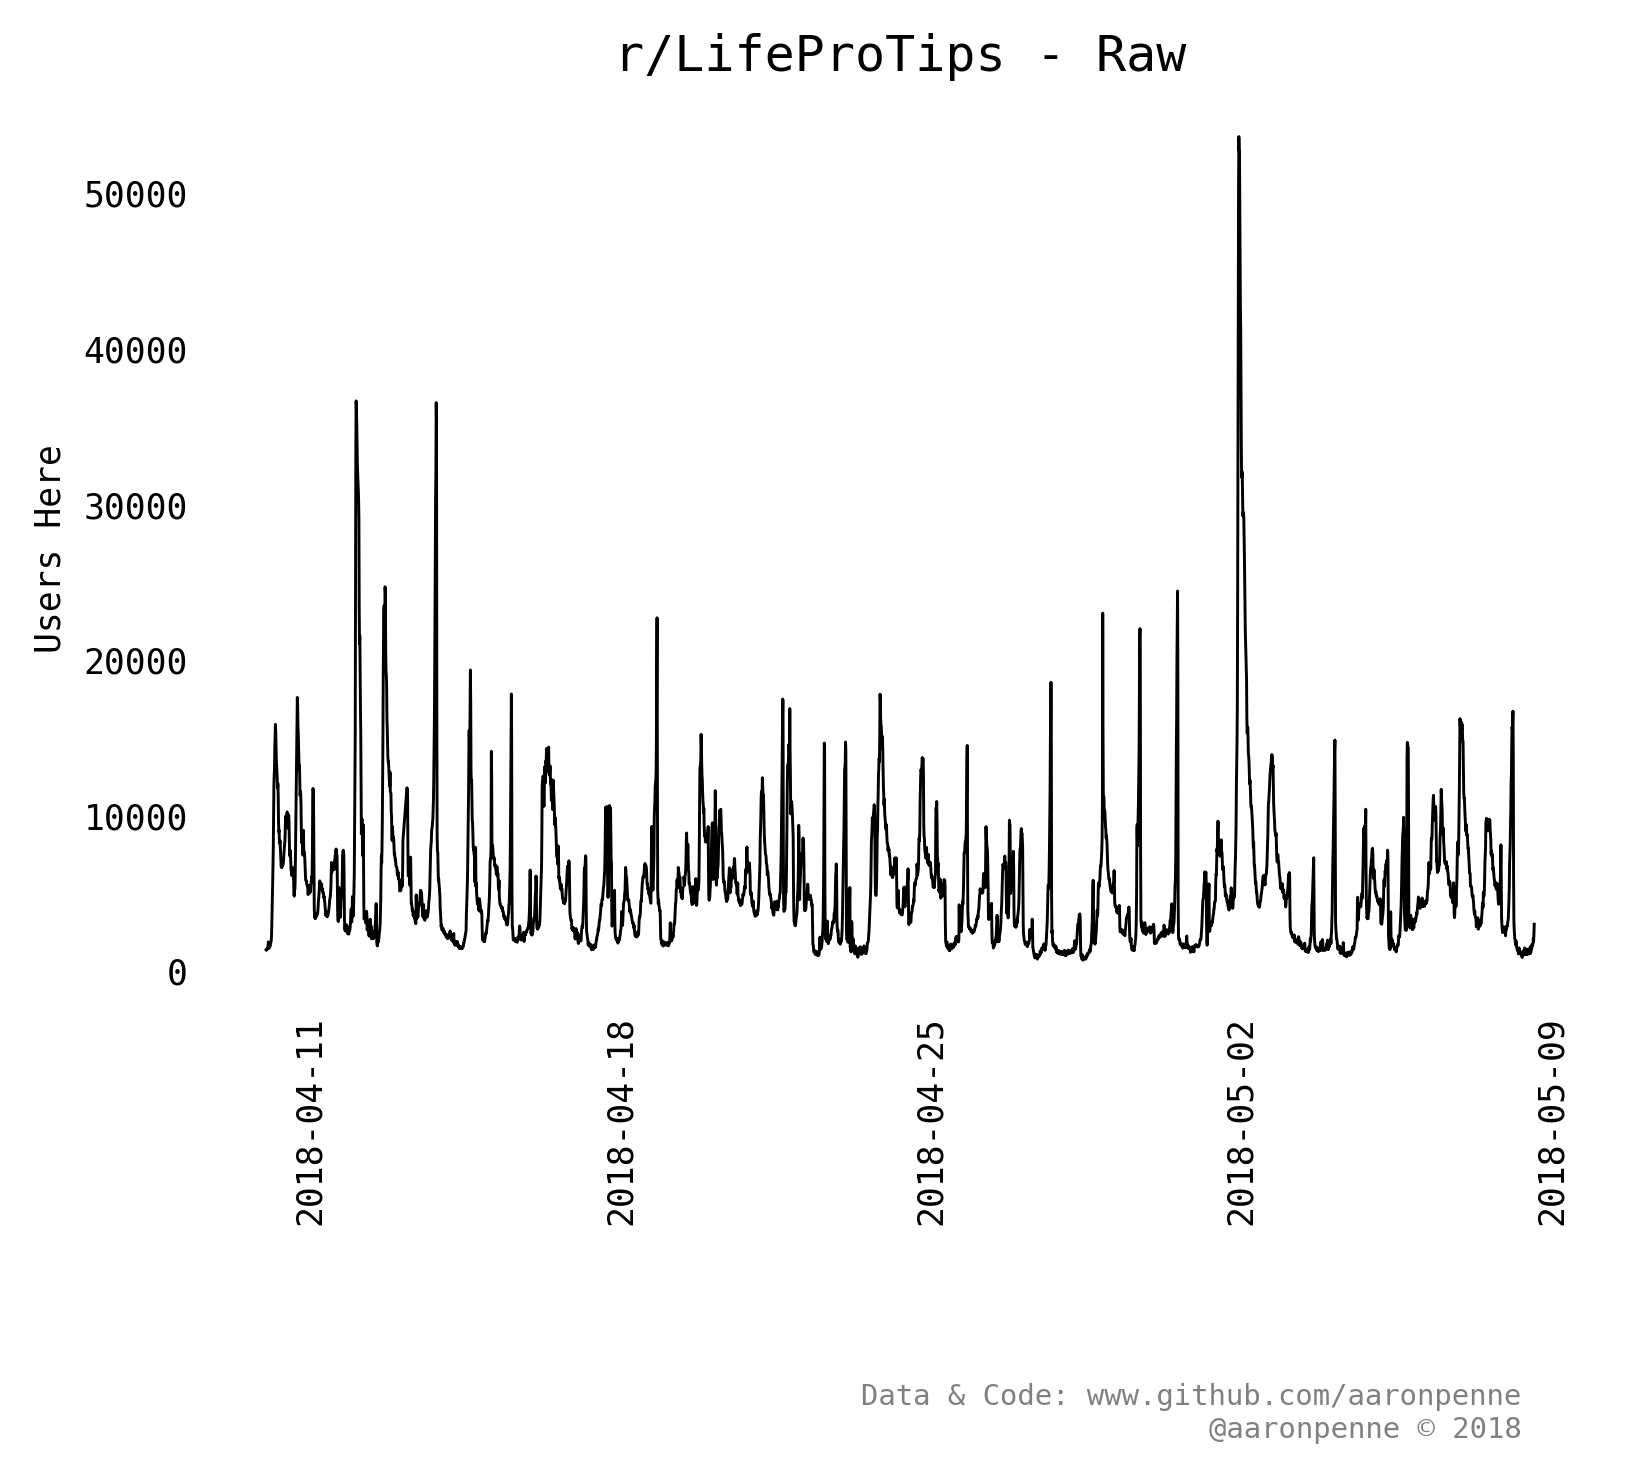 r/LifeProTips - Raw
50000
40000
30000
20000
10000
0
Users Here
2018-04-11
2018-04-18
2018-04-25
2018-05-02
2018-05-09
Data & Code: www.github.com/aaronpenne
@aaronpenne © 2018